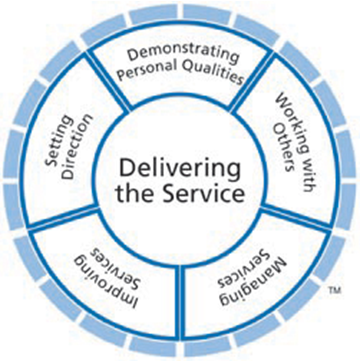 Demonstrating
Personal Qualities
Working with
Others
Managing
Services
Improving
Services
Setting
Direction
Delivering
the Service
TM